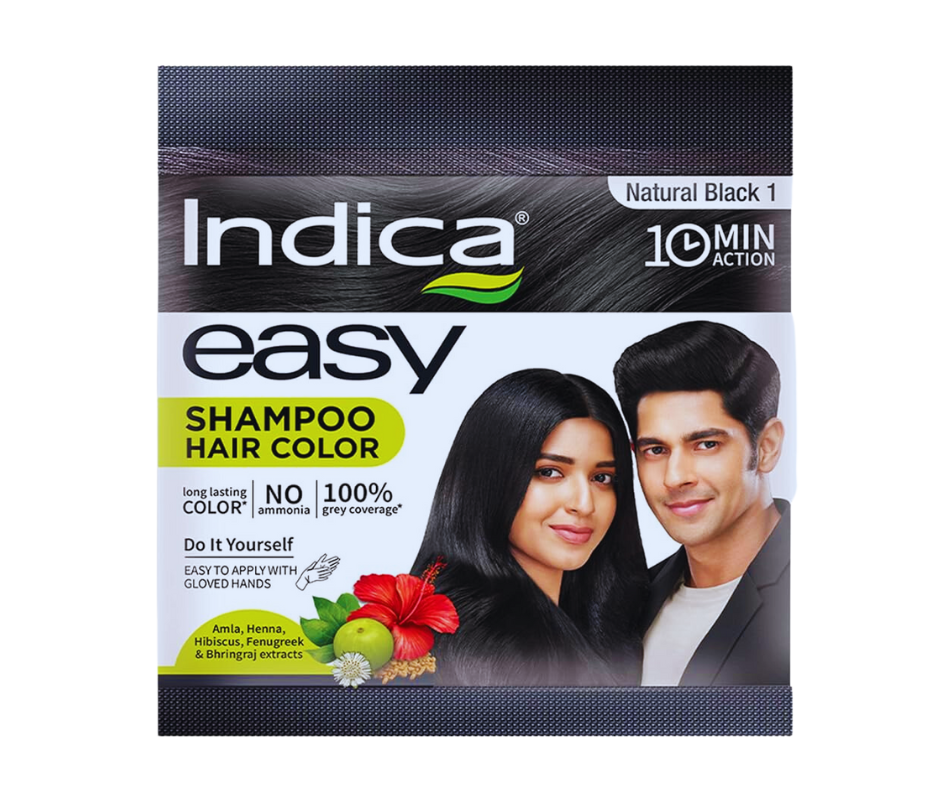 Natural Black 1
Indica®
10 MIN
ACTION
easy
SHAMPOO
HAIR COLOR
long lasting
COLOR*
NO
ammonia
100%
grey coverage*
Do It Yourself
EASY TO APPLY WITH
GLOVED HANDS
Amla, Henna,
Hibiscus, Fenugreek
& Bhringraj extracts